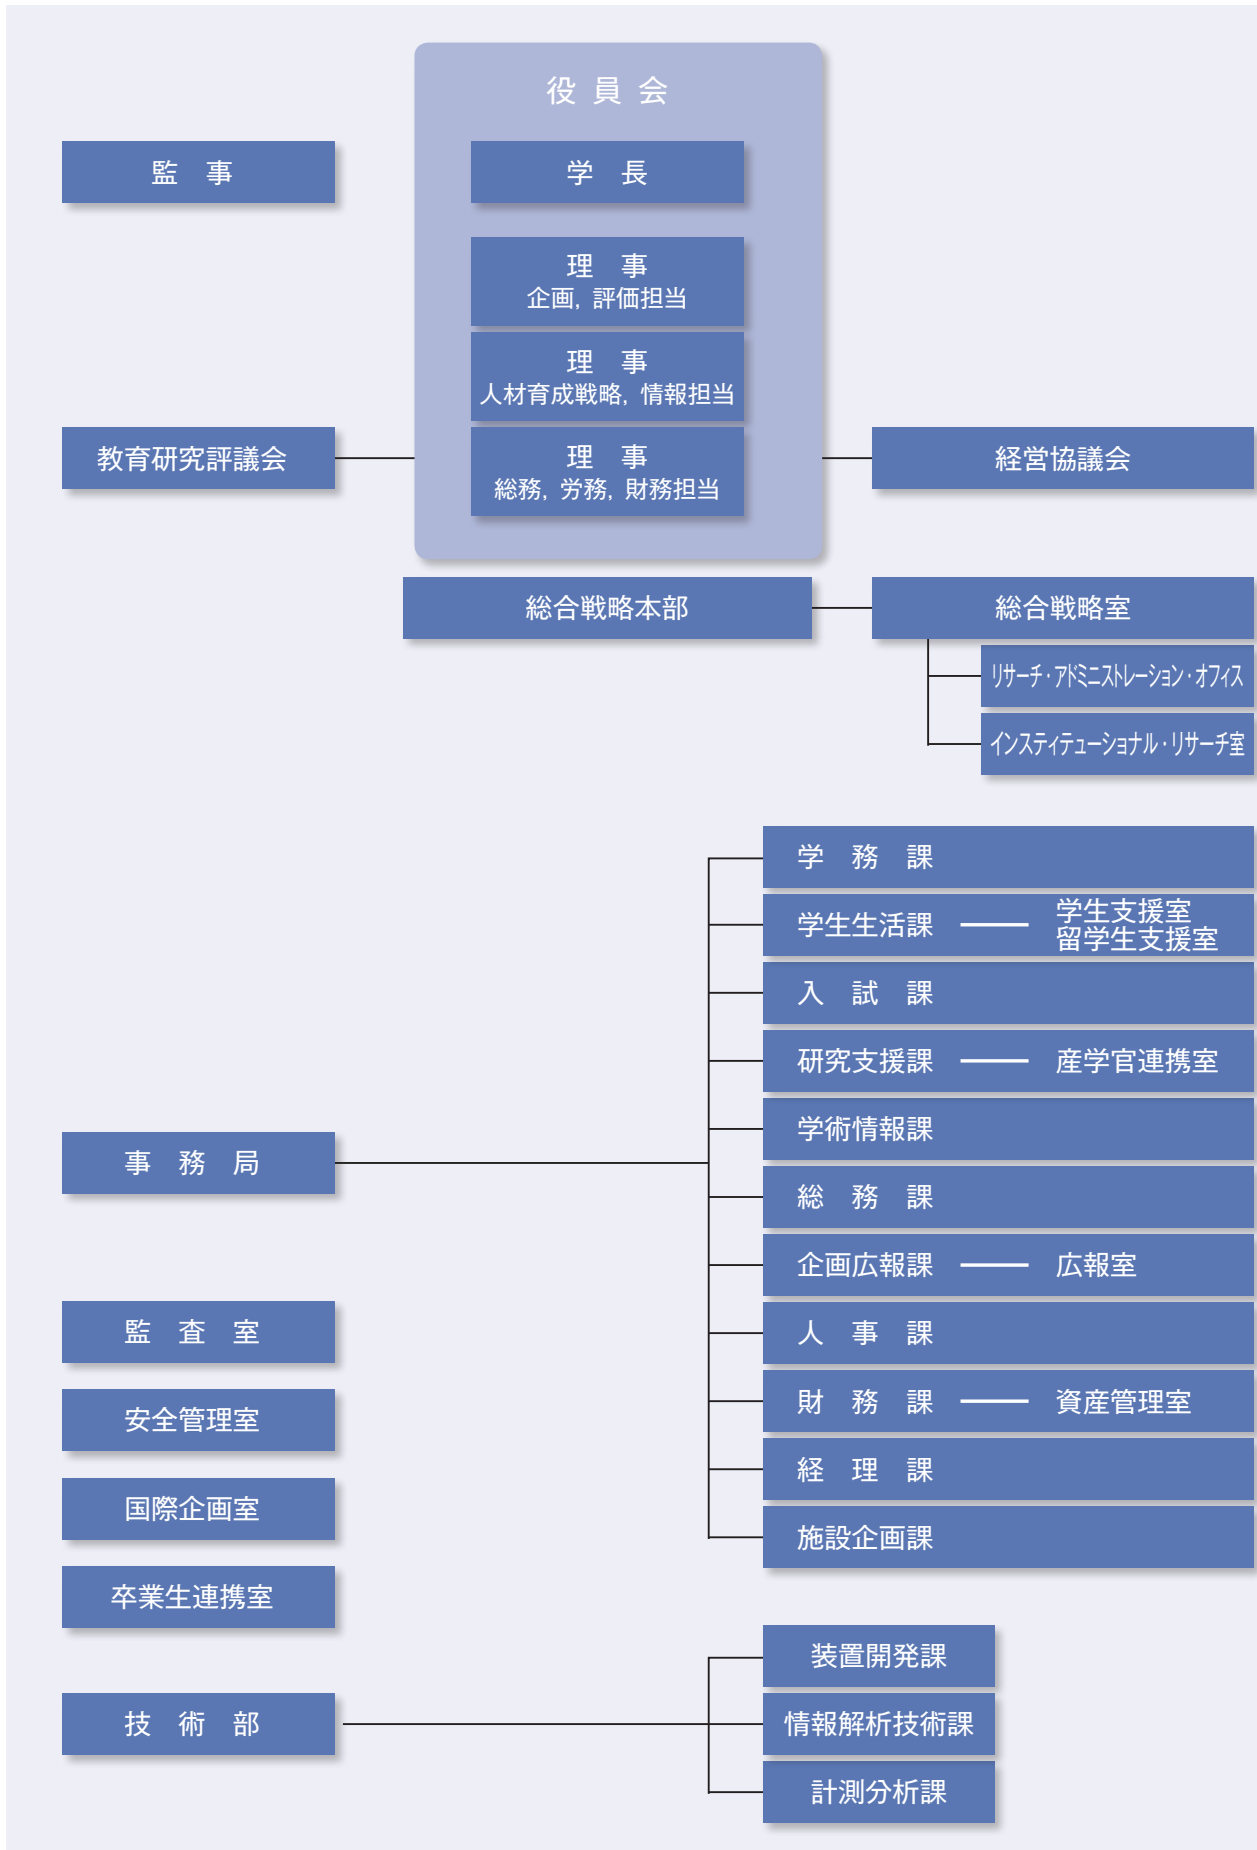 役 員 会
監　事
学　長
理　事
企画, 評価担当
理　事
人材育成戦略, 情報担当
教育研究評議会
理　事
総務, 労務, 財務担当
経営協議会
総合戦略本部
総合戦略室
リサーチ・アドミニストレーション・オフィス
インスティテューショナル・リサーチ室
学　務　課
学生生活課
学生支援室
留学生支援室
入　試　課
研究支援課
産学官連携室
学術情報課
事　務　局
総　務　課
企画広報課
広報室
監　査　室
人　事　課
安全管理室
財　務　課
資産管理室
経　理　課
国際企画室
施設企画課
卒業生連携室
装置開発課
技　術　部
情報解析技術課
計測分析課